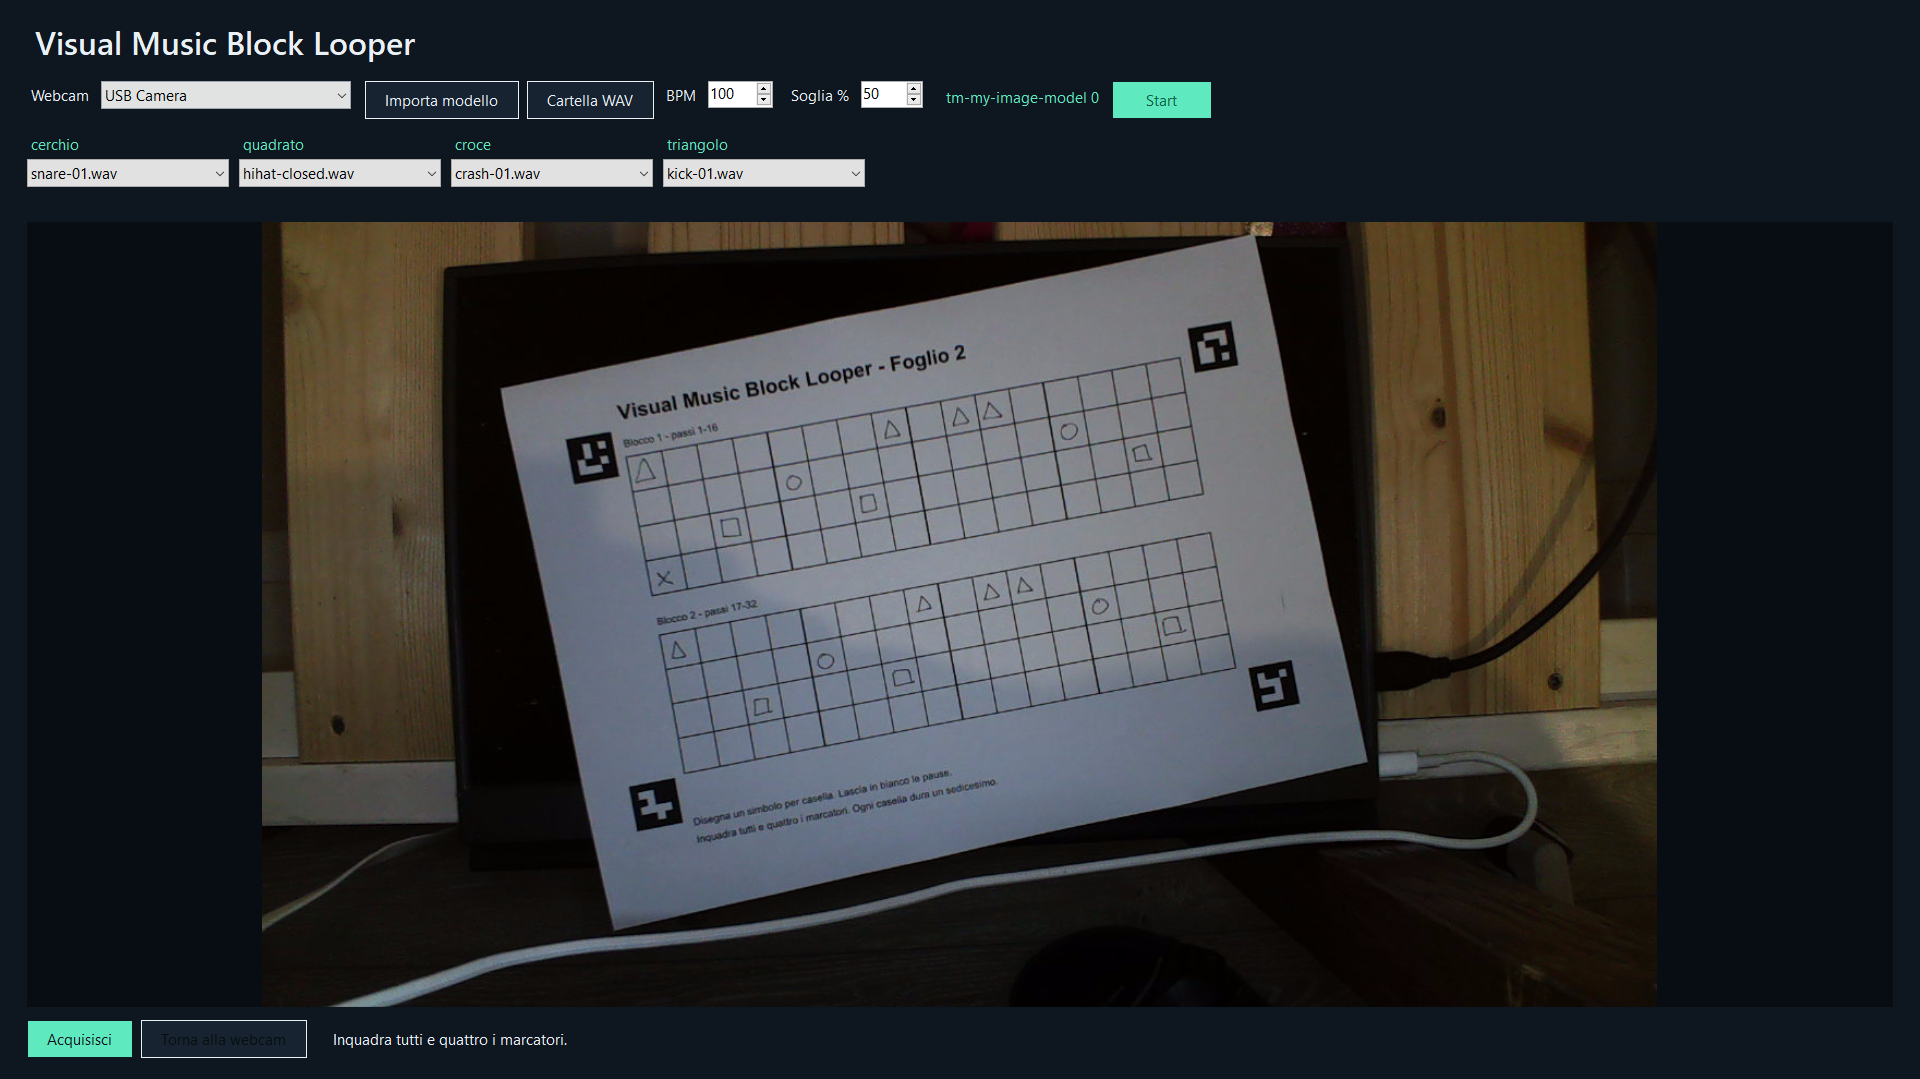 Visual Music Block Looper
Webcam USB Camera Importa modello Cartella WAV BPM 100 Soglia % 50 tm-my-image-model 0 Start
cerchio quadrato croce triangolo
snare-01.wav hihat-closed.wav crash-01.wav kick-01.wav
Visual Music Block Looper - Foglio 2
Blocco 1 - passi 1-16
Blocco 2 - passi 17-32
Disegna un simbolo per casella. Lascia in bianco le pause.
Inquadra tutti e quattro i marcatori. Ogni casella dura un sedicesimo.
Acquisisci Torna alla webcam Inquadra tutti e quattro i marcatori.